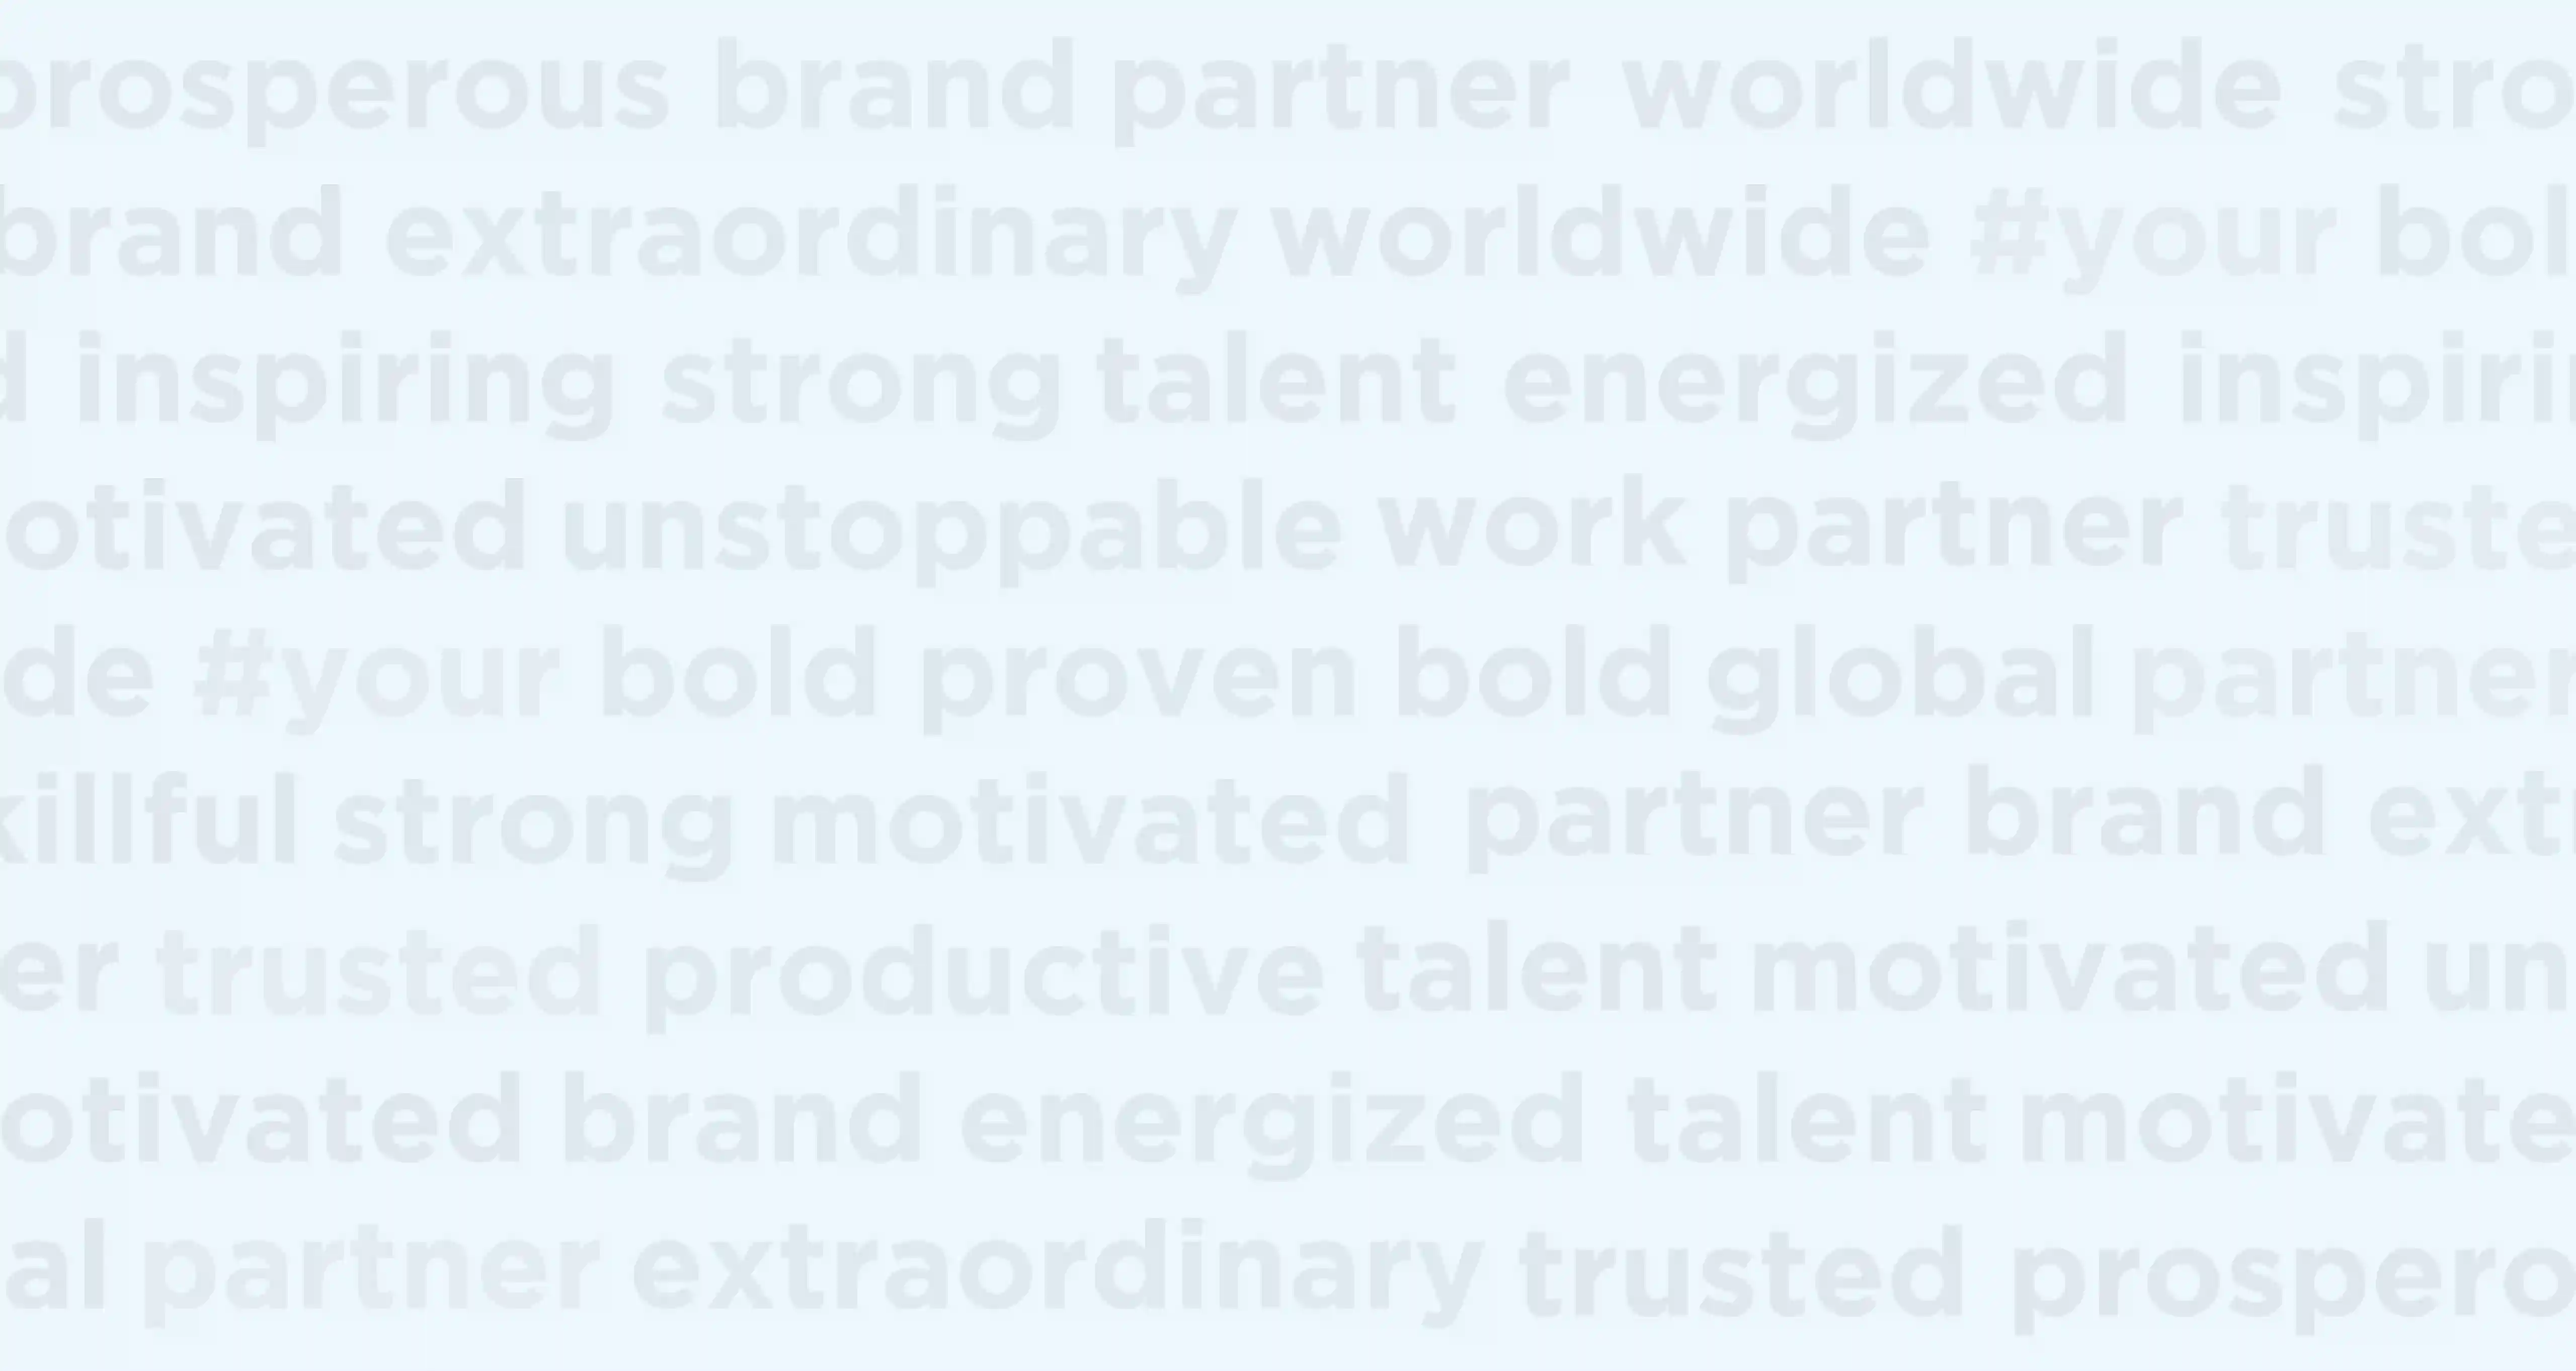 prosperous brand partner worldwide stro
brand extraordinary worldwide #your bol
d inspiring strong talent energized inspiri
otivated unstoppable work partner truste
de #your bold proven bold global partner
killful strong motivated partner brand ext
er trusted productive talent motivated un
otivated brand energized talent motivate
al partner extraordinary trusted prospero